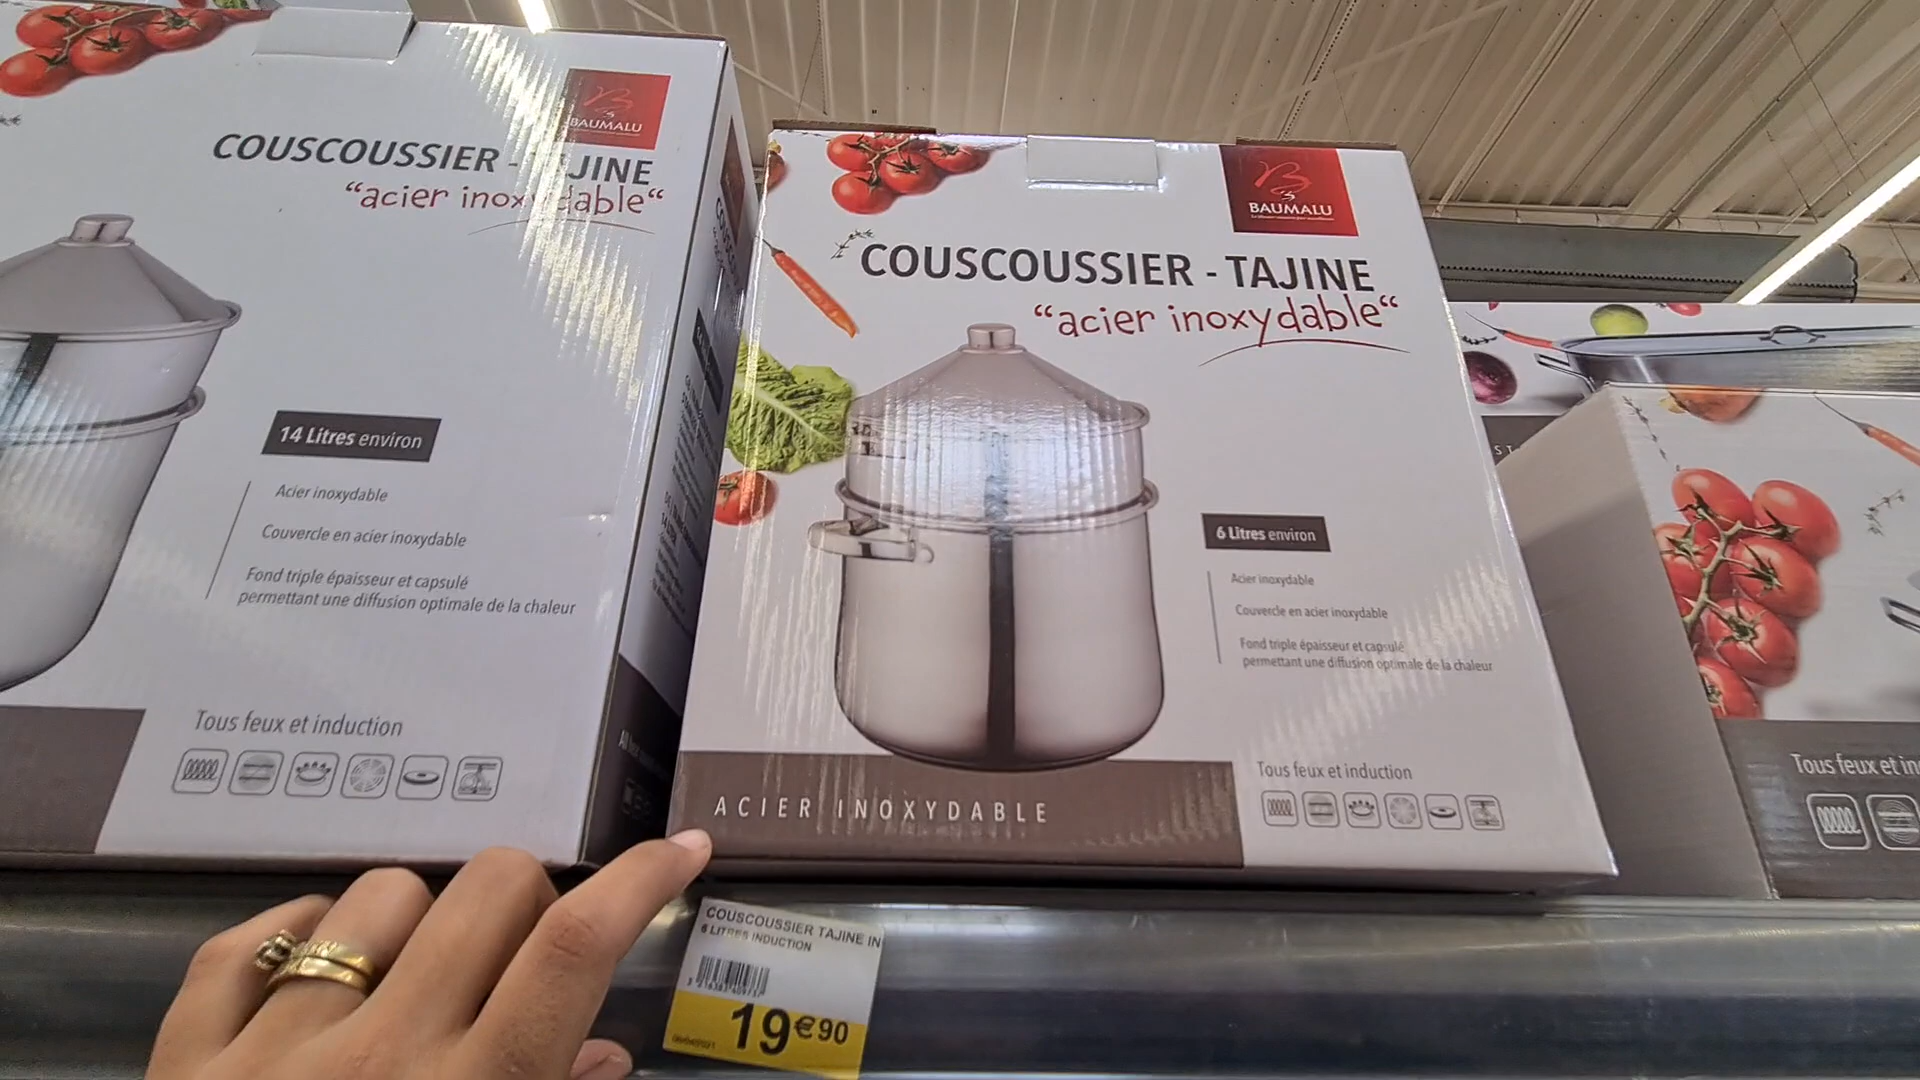 BAUMALU
COUSCOUSSIER - TAJINE
"acier inoxydable"
14 Litres environ
Acier inoxydable
Couvercle en acier inoxydable
Fond triple épaisseur et capsulé
permettant une diffusion optimale de la chaleur
Tous feux et induction
BAUMALU
COUSCOUSSIER - TAJINE
"acier inoxydable"
6 Litres environ
Acier inoxydable
Couvercle en acier inoxydable
Fond triple épaisseur et capsulé
permettant une diffusion optimale de la chaleur
Tous feux et induction
ACIER INOXYDABLE
Tous feux et in
COUSCOUSSIER TAJINE IN
6 LITRES INDUCTION
19€90